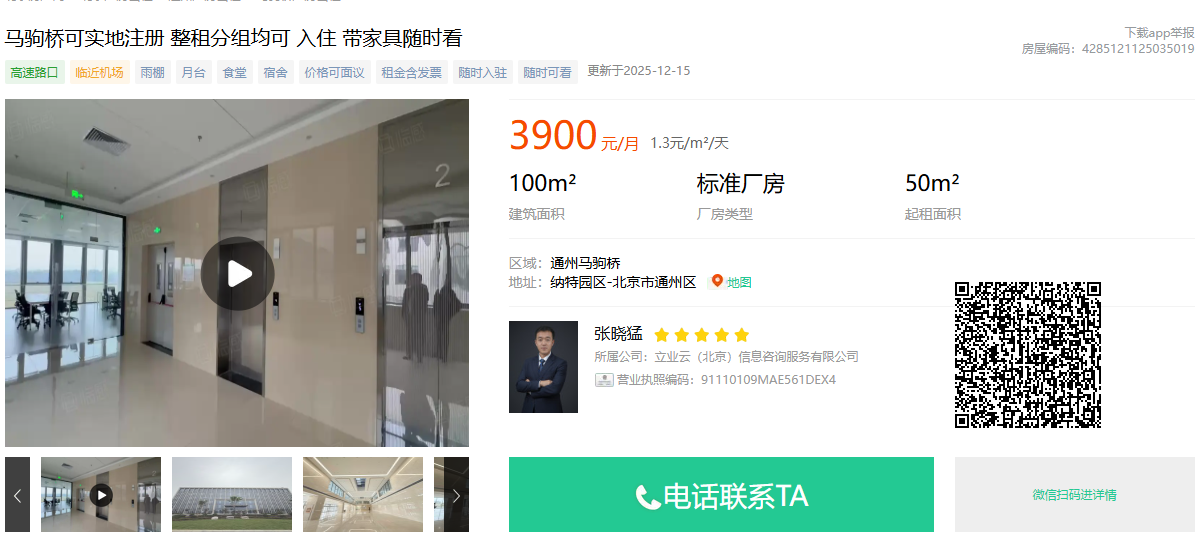 马驹桥可实地注册 整租分组均可 入住 带家具随时看
下载app举报
房屋编码：4285121125035019
高速路口 临近机场 雨棚 月台 食堂 宿舍 价格可面议 租金含发票 随时入驻 随时可看 更新于2025-12-15
2
3900 元/月 1.3元/m²/天
100m² 标准厂房 50m²
建筑面积 厂房类型 起租面积
区域：通州马驹桥
地址：纳特园区-北京市通州区 地图
张晓猛
所属公司：立业云（北京）信息咨询服务有限公司
营业执照编码：91110109MAE561DEX4
电话联系TA
微信扫码进详情